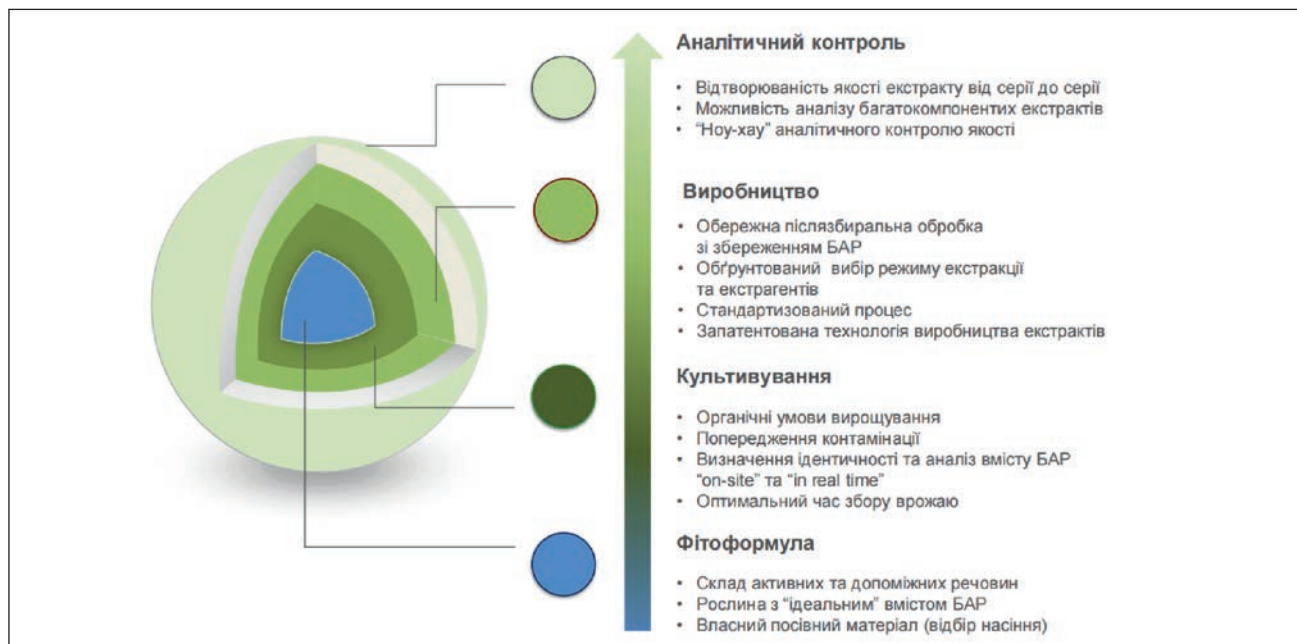 Аналітичний контроль
• Відтворюваність якості екстракту від серії до серії
• Можливість аналізу багатокомпонентих екстрактів
• "Ноу-хау" аналітичного контролю якості
Виробництво
• Обережна післязбиральна обробка
зі збереженням БАР
• Обґрунтований вибір режиму екстракції
та екстрагентів
• Стандартизований процес
• Запатентована технологія виробництва екстрактів
Культивування
• Органічні умови вирощування
• Попередження контамінації
• Визначення ідентичності та аналіз вмісту БАР
"on-site" та "in real time"
• Оптимальний час збору врожаю
Фітоформула
• Склад активних та допоміжних речовин
• Рослина з "ідеальним" вмістом БАР
• Власний посівний матеріал (відбір насіння)